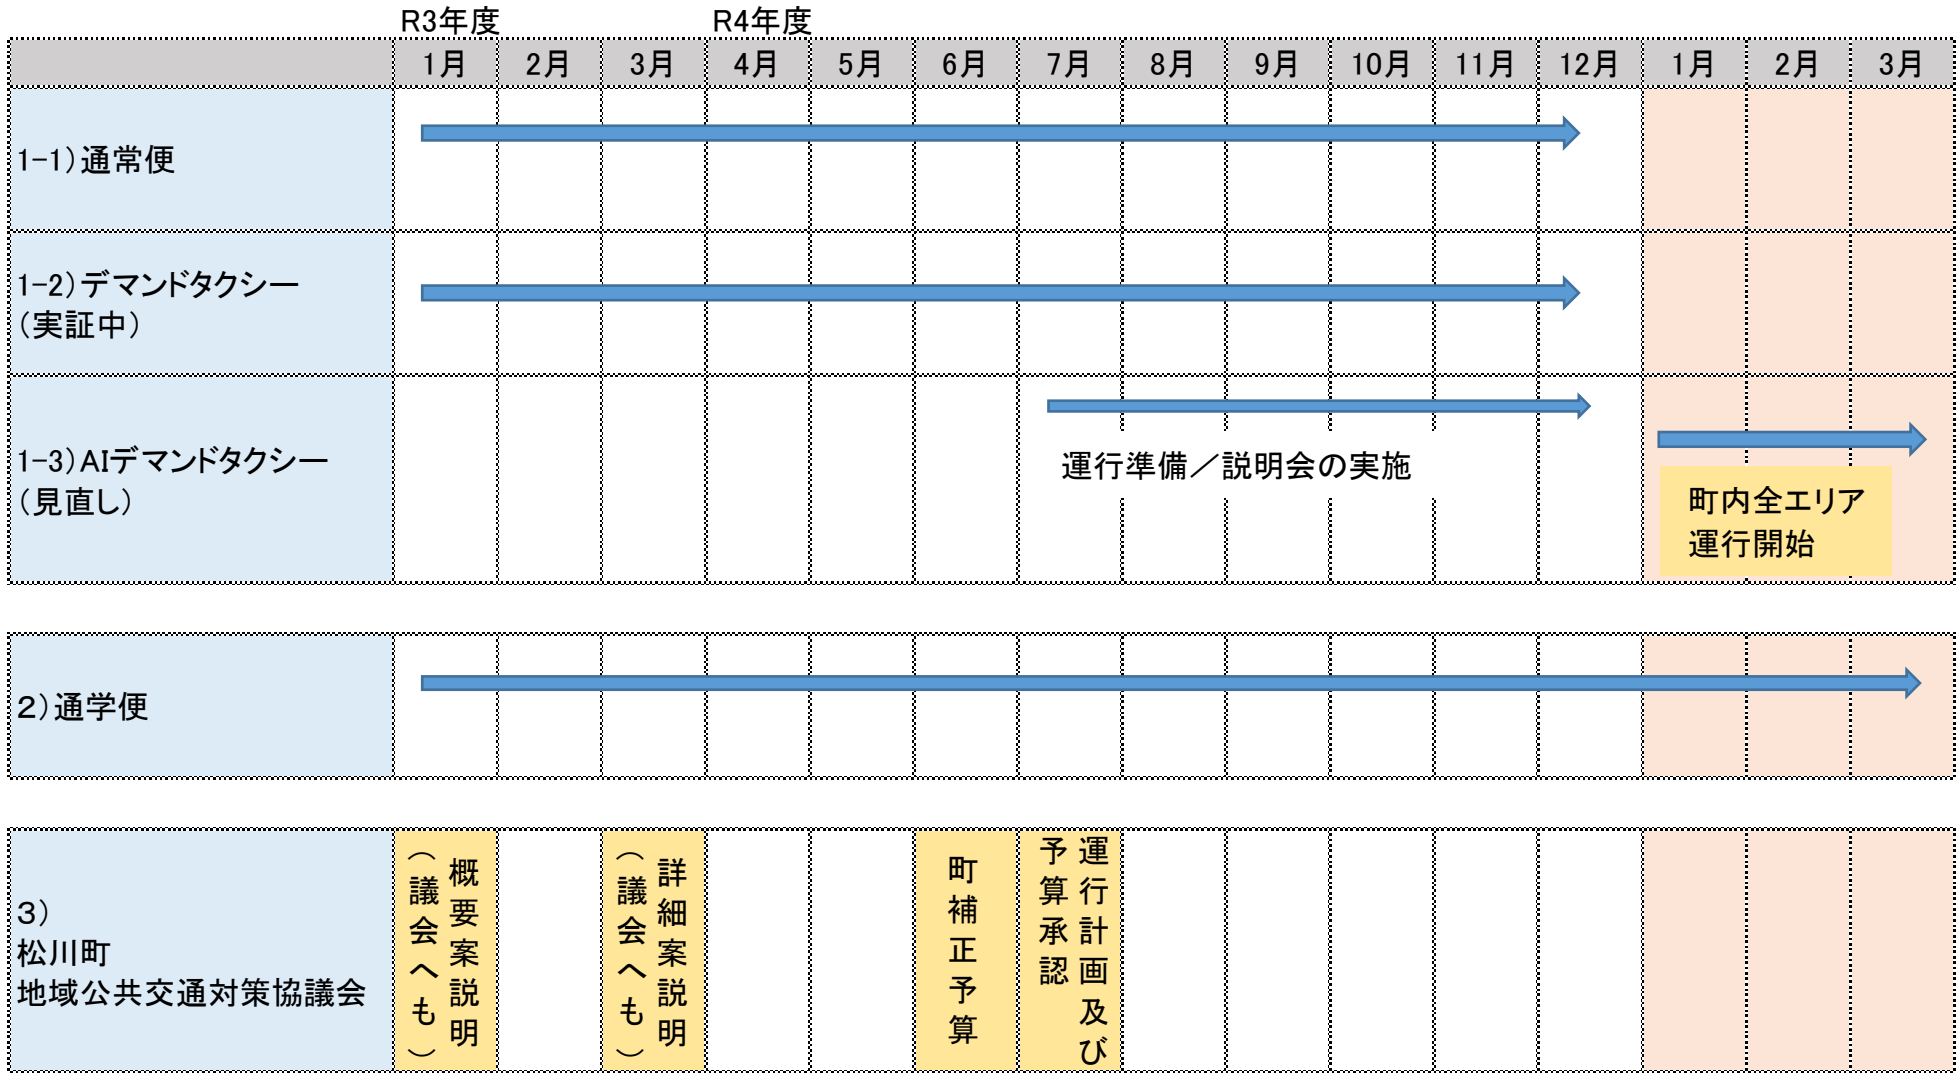 R3年度 R4年度
1月 2月 3月 4月 5月 6月 7月 8月 9月 10月 11月 12月 1月 2月 3月
1-1）通常便
1-2）デマンドタクシー
（実証中）
1-3）AIデマンドタクシー
（見直し）
運行準備／説明会の実施
町内全エリア
運行開始
2）通学便
3）
松川町
地域公共交通対策協議会
概要案説明
（議会へも）
詳細案説明
（議会へも）
町補正予算
運行計画及び
予算承認